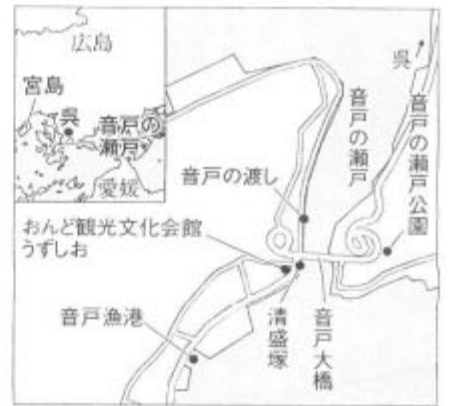 広島
宮島
呉
音戸の
瀬戸
愛媛
呉
音戸の瀬戸
音戸の瀬戸公園
音戸の渡し
おんど観光文化会館
うずしお
音戸漁港
清盛塚
音戸大橋